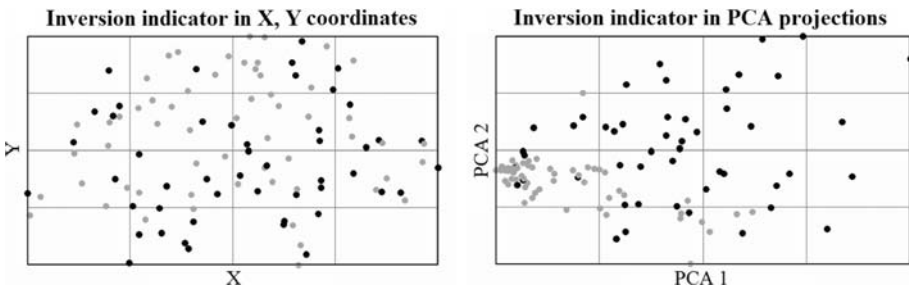 Inversion indicator in X, Y coordinates
Y
X
Inversion indicator in PCA projections
PCA 2
PCA 1